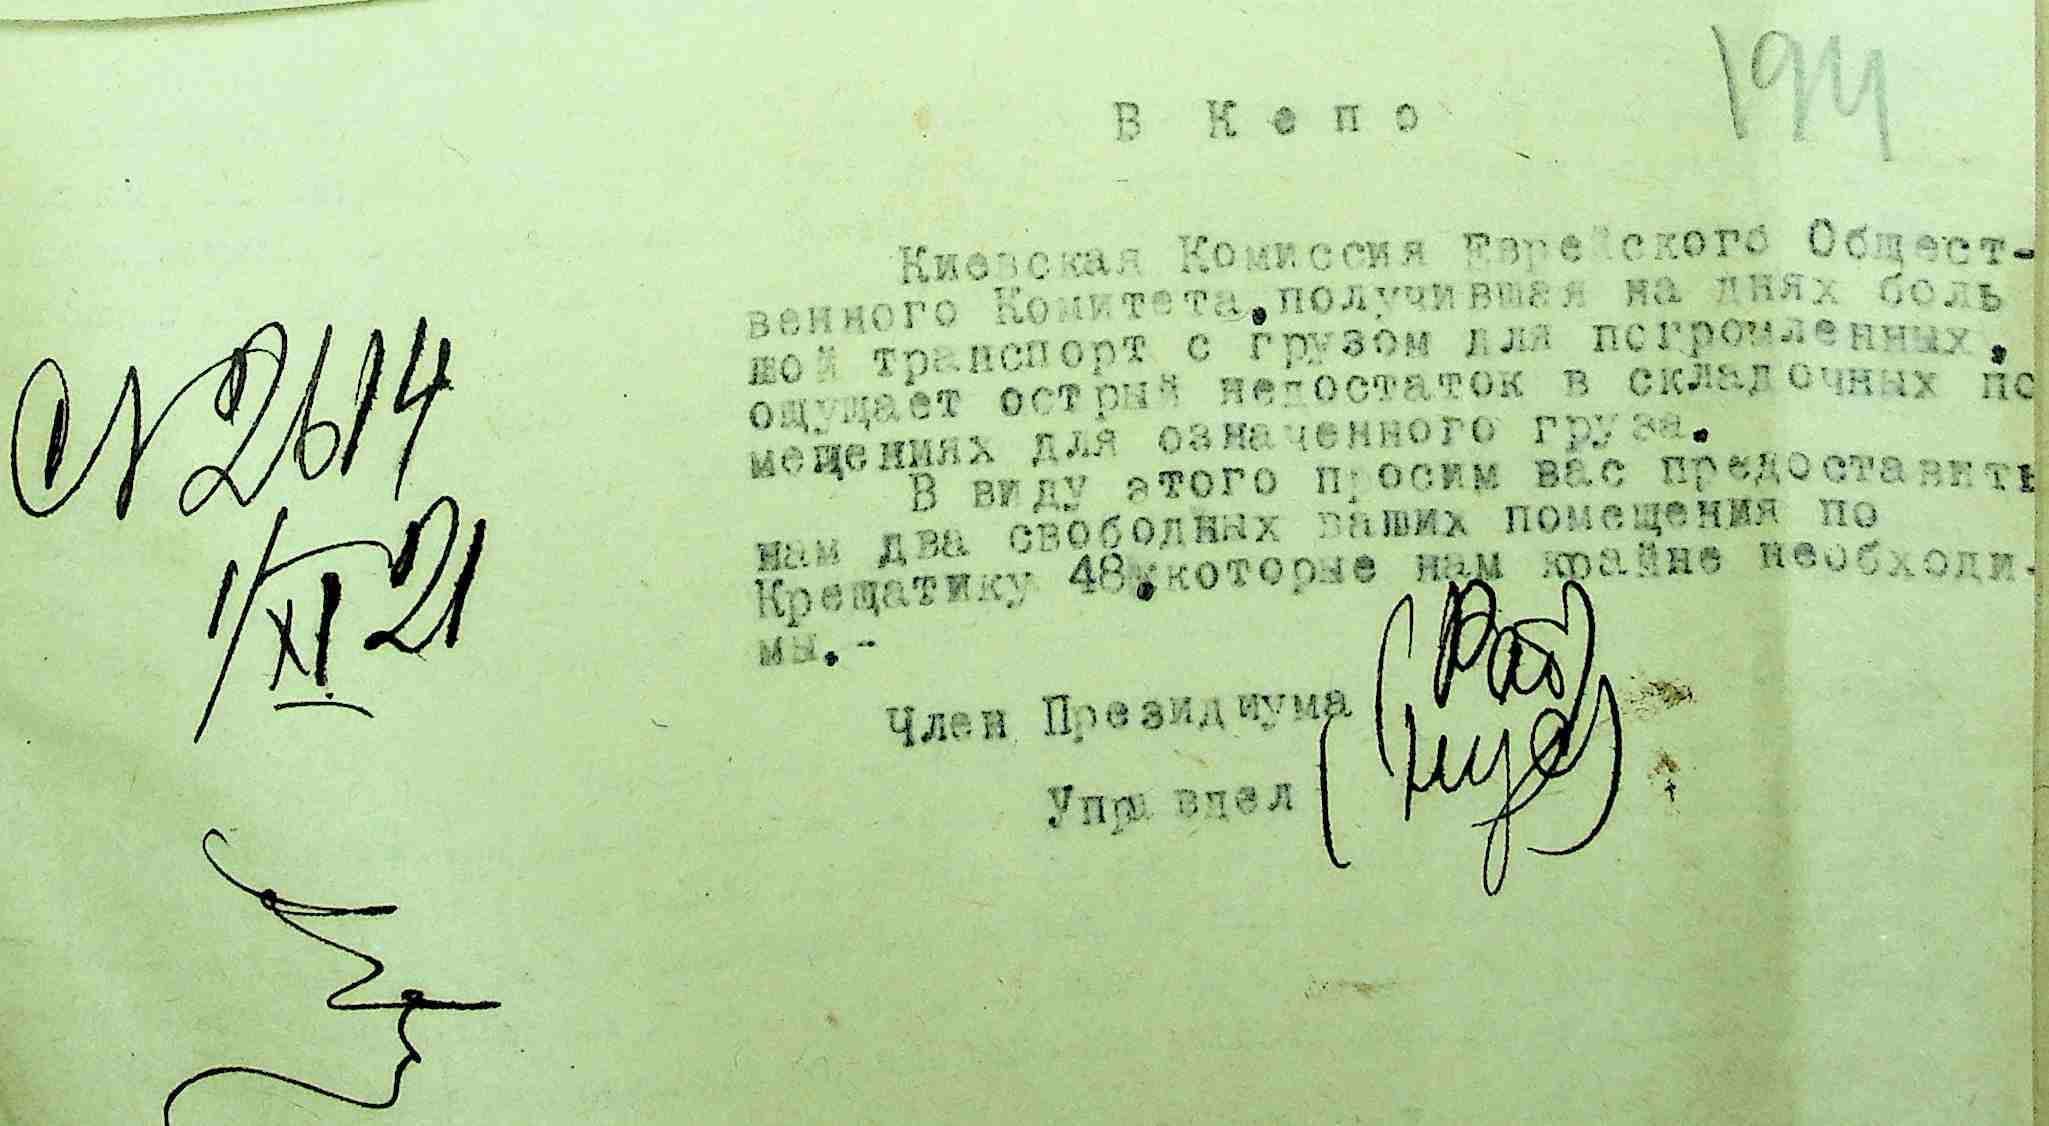 194
В Кепо
Киевская Комиссия Еврейского Общест-
венного Комитета, получившая на днях боль
шой транспорт с грузом для погромленных,
ощущает острый недостаток в складочных по
мещениях для означенного груза.
В виду этого просим вас предоставить
нам два свободных ваших помещения по
Крещатику 48, которые нам крайне необходи-
мы.-
Член Президиума
Управдел
N 2614
1/XI 21